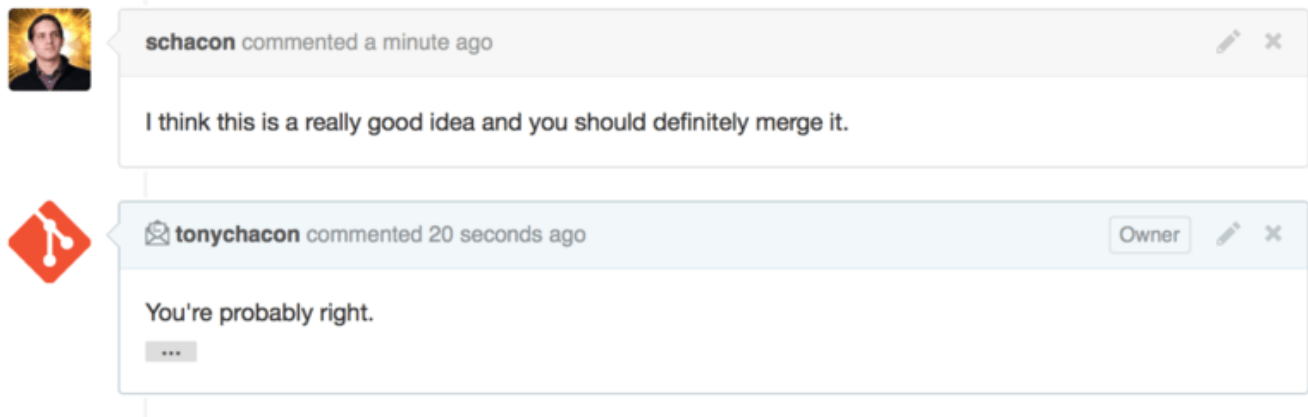 schacon commented a minute ago
I think this is a really good idea and you should definitely merge it.
tonychacon commented 20 seconds ago Owner
You're probably right.
...